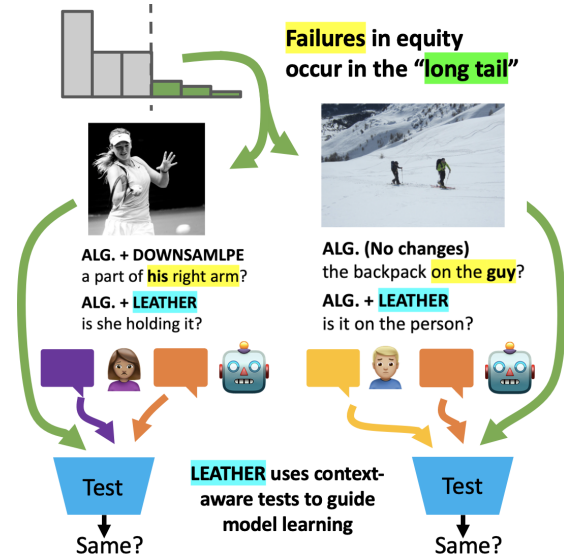 Failures in equity
occur in the “long tail”
ALG. + DOWNSAMLPE
a part of his right arm?
ALG. + LEATHER
is she holding it?
ALG. (No changes)
the backpack on the guy?
ALG. + LEATHER
is it on the person?
Test
Same?
LEATHER uses context-
aware tests to guide
model learning
Test
Same?